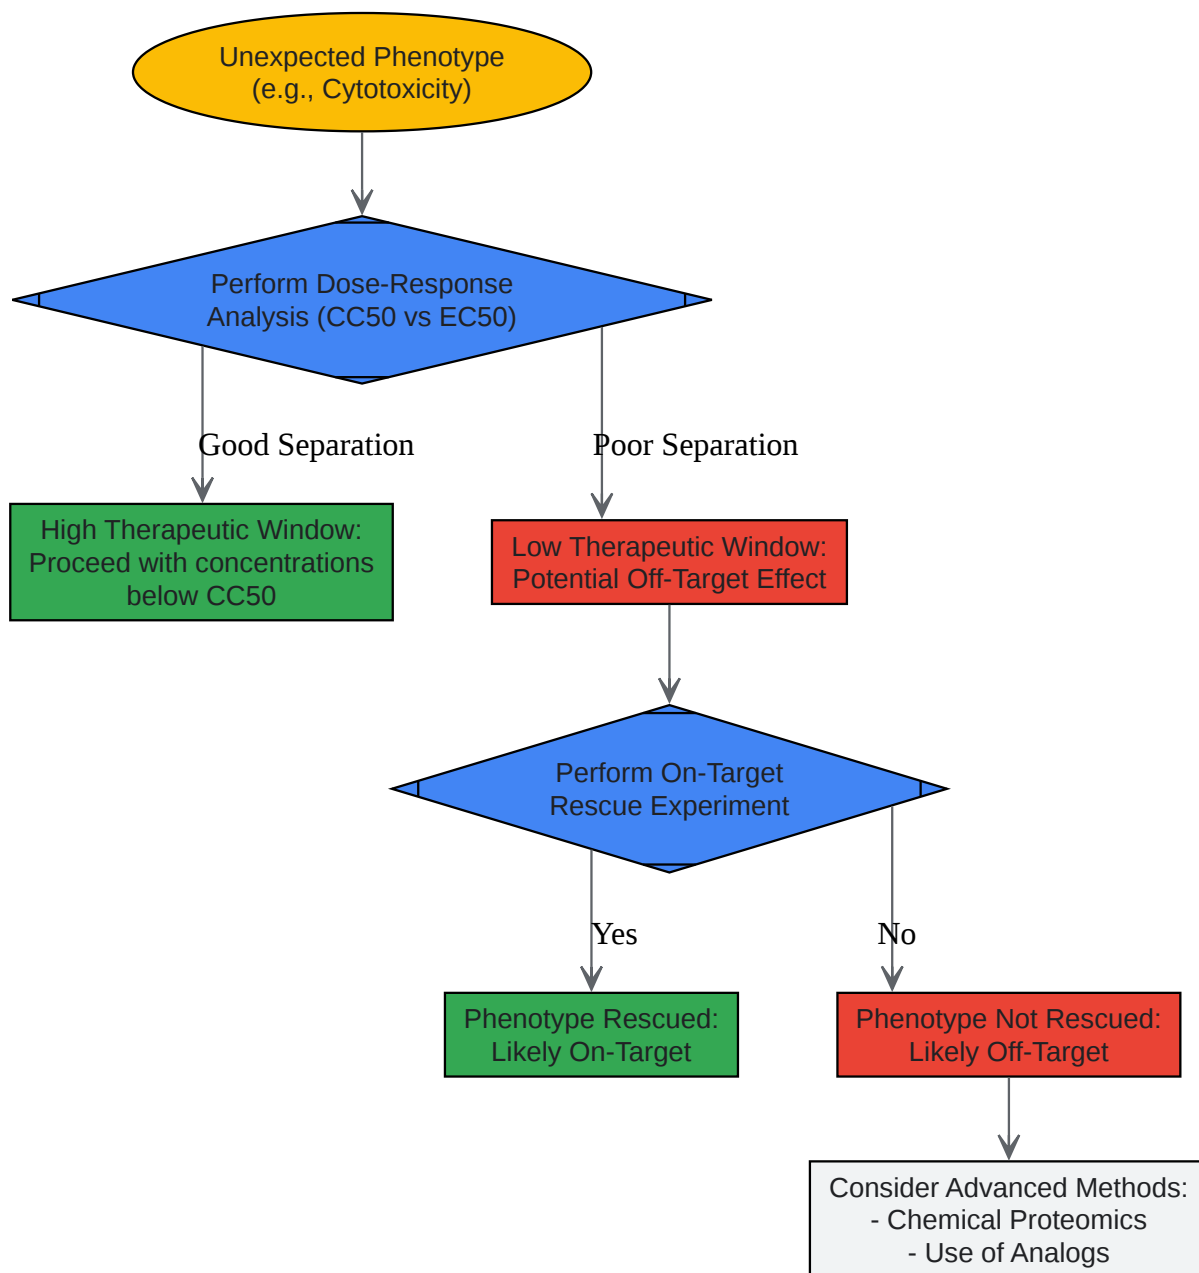 Unexpected Phenotype
(e.g., Cytotoxicity)
Perform Dose-Response
Analysis (CC50 vs EC50)
Good Separation
Poor Separation
High Therapeutic Window:
Proceed with concentrations
below CC50
Low Therapeutic Window:
Potential Off-Target Effect
Perform On-Target
Rescue Experiment
Yes
No
Phenotype Rescued:
Likely On-Target
Phenotype Not Rescued:
Likely Off-Target
Consider Advanced Methods:
- Chemical Proteomics
- Use of Analogs